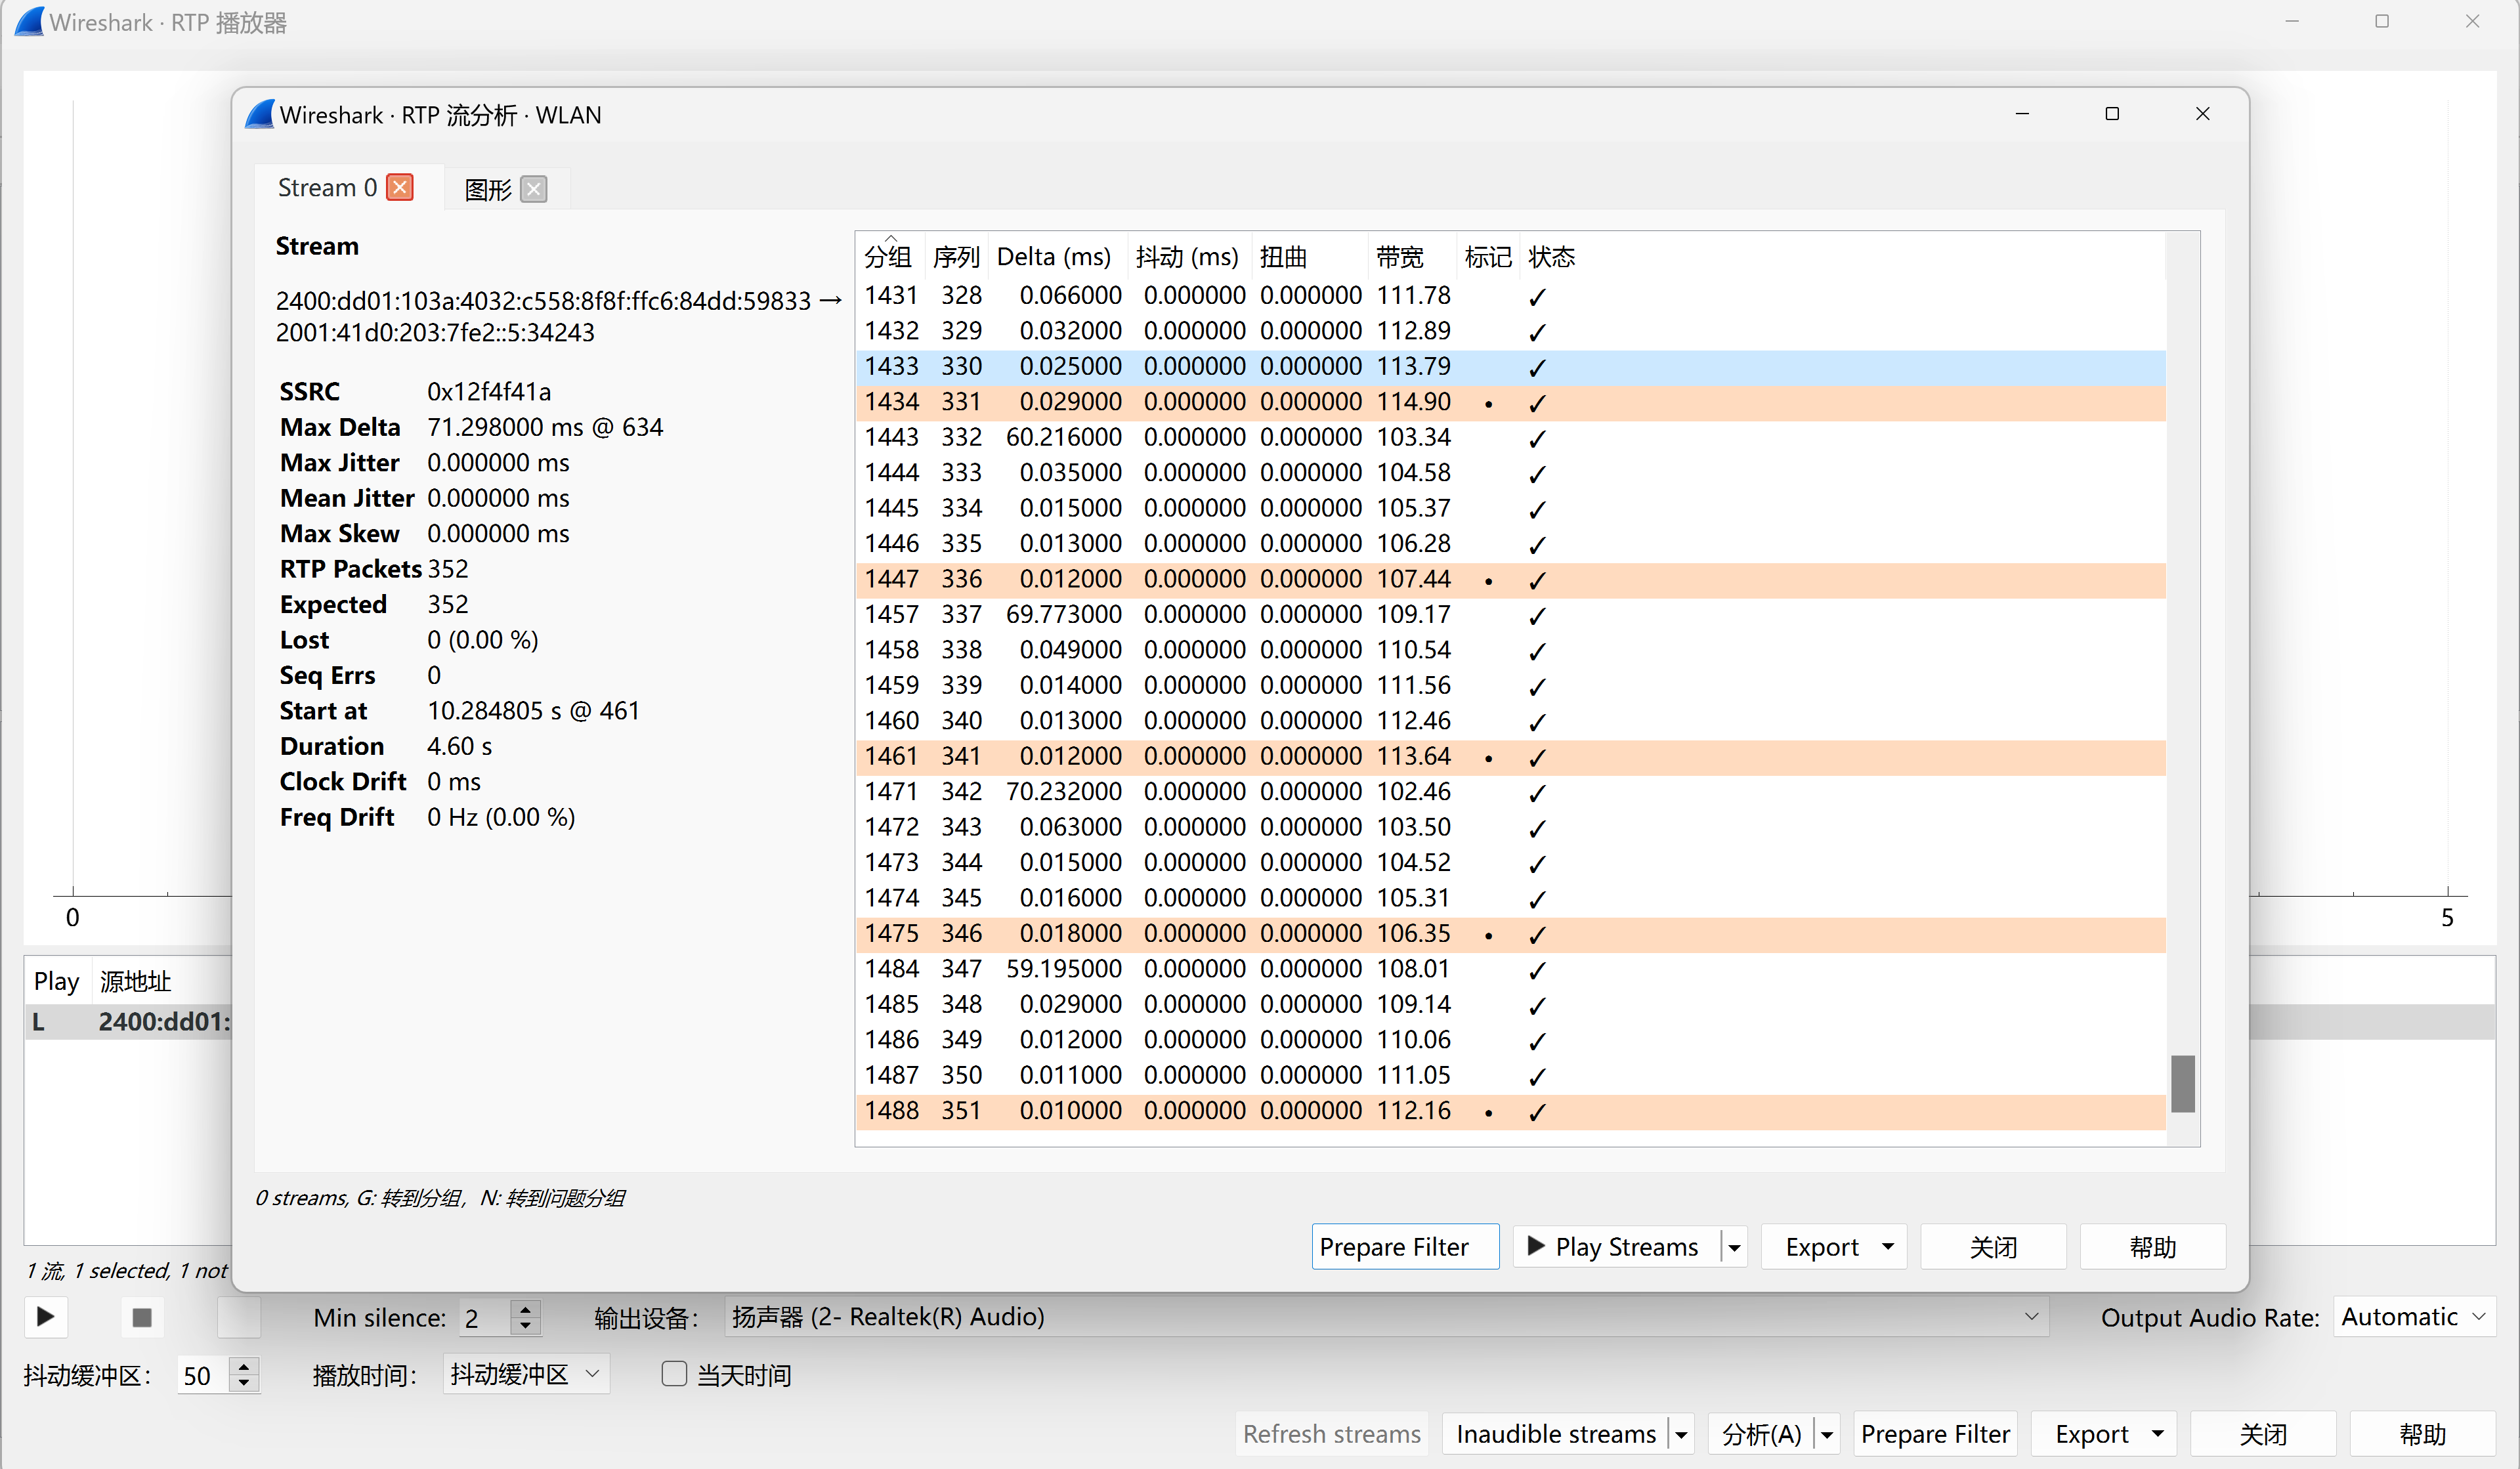 Wireshark · RTP 播放器
Wireshark · RTP 流分析 · WLAN
Stream 0
图形
Stream
2400:dd01:103a:4032:c558:8f8f:ffc6:84dd:59833 →
2001:41d0:203:7fe2::5:34243
SSRC 0x12f4f41a
Max Delta 71.298000 ms @ 634
Max Jitter 0.000000 ms
Mean Jitter 0.000000 ms
Max Skew 0.000000 ms
RTP Packets 352
Expected 352
Lost 0 (0.00 %)
Seq Errs 0
Start at 10.284805 s @ 461
Duration 4.60 s
Clock Drift 0 ms
Freq Drift 0 Hz (0.00 %)
分组 序列 Delta (ms) 抖动 (ms) 扭曲 带宽 标记 状态
1431 328 0.066000 0.000000 0.000000 111.78 ✓
1432 329 0.032000 0.000000 0.000000 112.89 ✓
1433 330 0.025000 0.000000 0.000000 113.79 ✓
1434 331 0.029000 0.000000 0.000000 114.90 • ✓
1443 332 60.216000 0.000000 0.000000 103.34 ✓
1444 333 0.035000 0.000000 0.000000 104.58 ✓
1445 334 0.015000 0.000000 0.000000 105.37 ✓
1446 335 0.013000 0.000000 0.000000 106.28 ✓
1447 336 0.012000 0.000000 0.000000 107.44 • ✓
1457 337 69.773000 0.000000 0.000000 109.17 ✓
1458 338 0.049000 0.000000 0.000000 110.54 ✓
1459 339 0.014000 0.000000 0.000000 111.56 ✓
1460 340 0.013000 0.000000 0.000000 112.46 ✓
1461 341 0.012000 0.000000 0.000000 113.64 • ✓
1471 342 70.232000 0.000000 0.000000 102.46 ✓
1472 343 0.063000 0.000000 0.000000 103.50 ✓
1473 344 0.015000 0.000000 0.000000 104.52 ✓
1474 345 0.016000 0.000000 0.000000 105.31 ✓
1475 346 0.018000 0.000000 0.000000 106.35 • ✓
1484 347 59.195000 0.000000 0.000000 108.01 ✓
1485 348 0.029000 0.000000 0.000000 109.14 ✓
1486 349 0.012000 0.000000 0.000000 110.06 ✓
1487 350 0.011000 0.000000 0.000000 111.05 ✓
1488 351 0.010000 0.000000 0.000000 112.16 • ✓
0 streams, G: 转到分组，N: 转到问题分组
Prepare Filter
Play Streams
Export
关闭
帮助
0
5
Play 源地址
L 2400:dd01:
1 流, 1 selected, 1 not
Min silence: 2
输出设备：
扬声器 (2- Realtek(R) Audio)
Output Audio Rate: Automatic
抖动缓冲区： 50
播放时间： 抖动缓冲区
当天时间
Refresh streams
Inaudible streams
分析(A)
Prepare Filter
Export
关闭
帮助